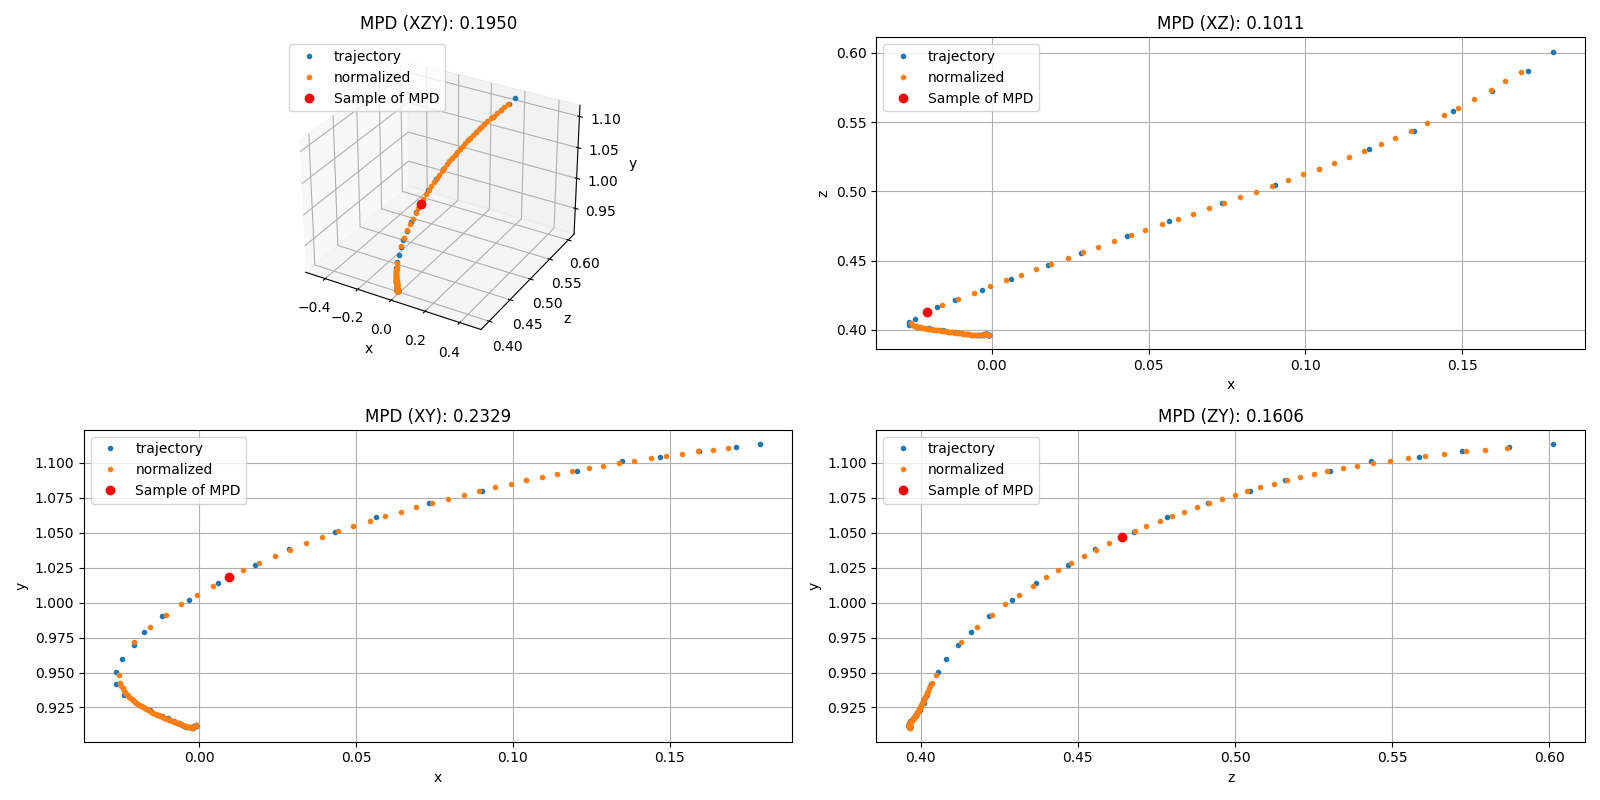 MPD (XZY): 0.1950
trajectory
normalized
Sample of MPD
1.10
1.05
1.00
0.95
y
0.60
0.55
0.50
0.45
0.40
z
−0.4
−0.2
0.0
0.2
0.4
x
MPD (XZ): 0.1011
trajectory
normalized
Sample of MPD
0.60
0.55
0.50
0.45
0.40
z
0.00 0.05 0.10 0.15
x
MPD (XY): 0.2329
trajectory
normalized
Sample of MPD
1.100
1.075
1.050
1.025
1.000
0.975
0.950
0.925
y
0.00 0.05 0.10 0.15
x
MPD (ZY): 0.1606
trajectory
normalized
Sample of MPD
1.100
1.075
1.050
1.025
1.000
0.975
0.950
0.925
y
0.40 0.45 0.50 0.55 0.60
z